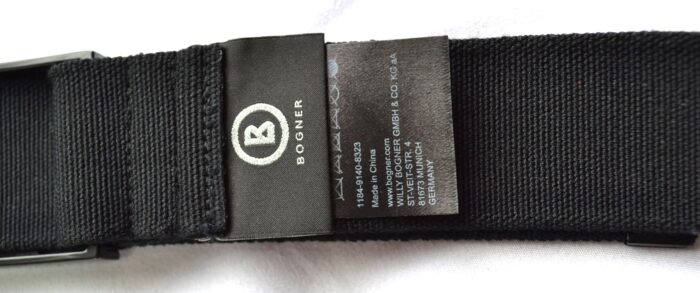 B
BOGNER
1184-9140-8323
Made in China
www.bogner.com
WILLY BOGNER GMBH & CO. KG aA
ST-VEIT-STR. 4
81673 MUNICH
GERMANY